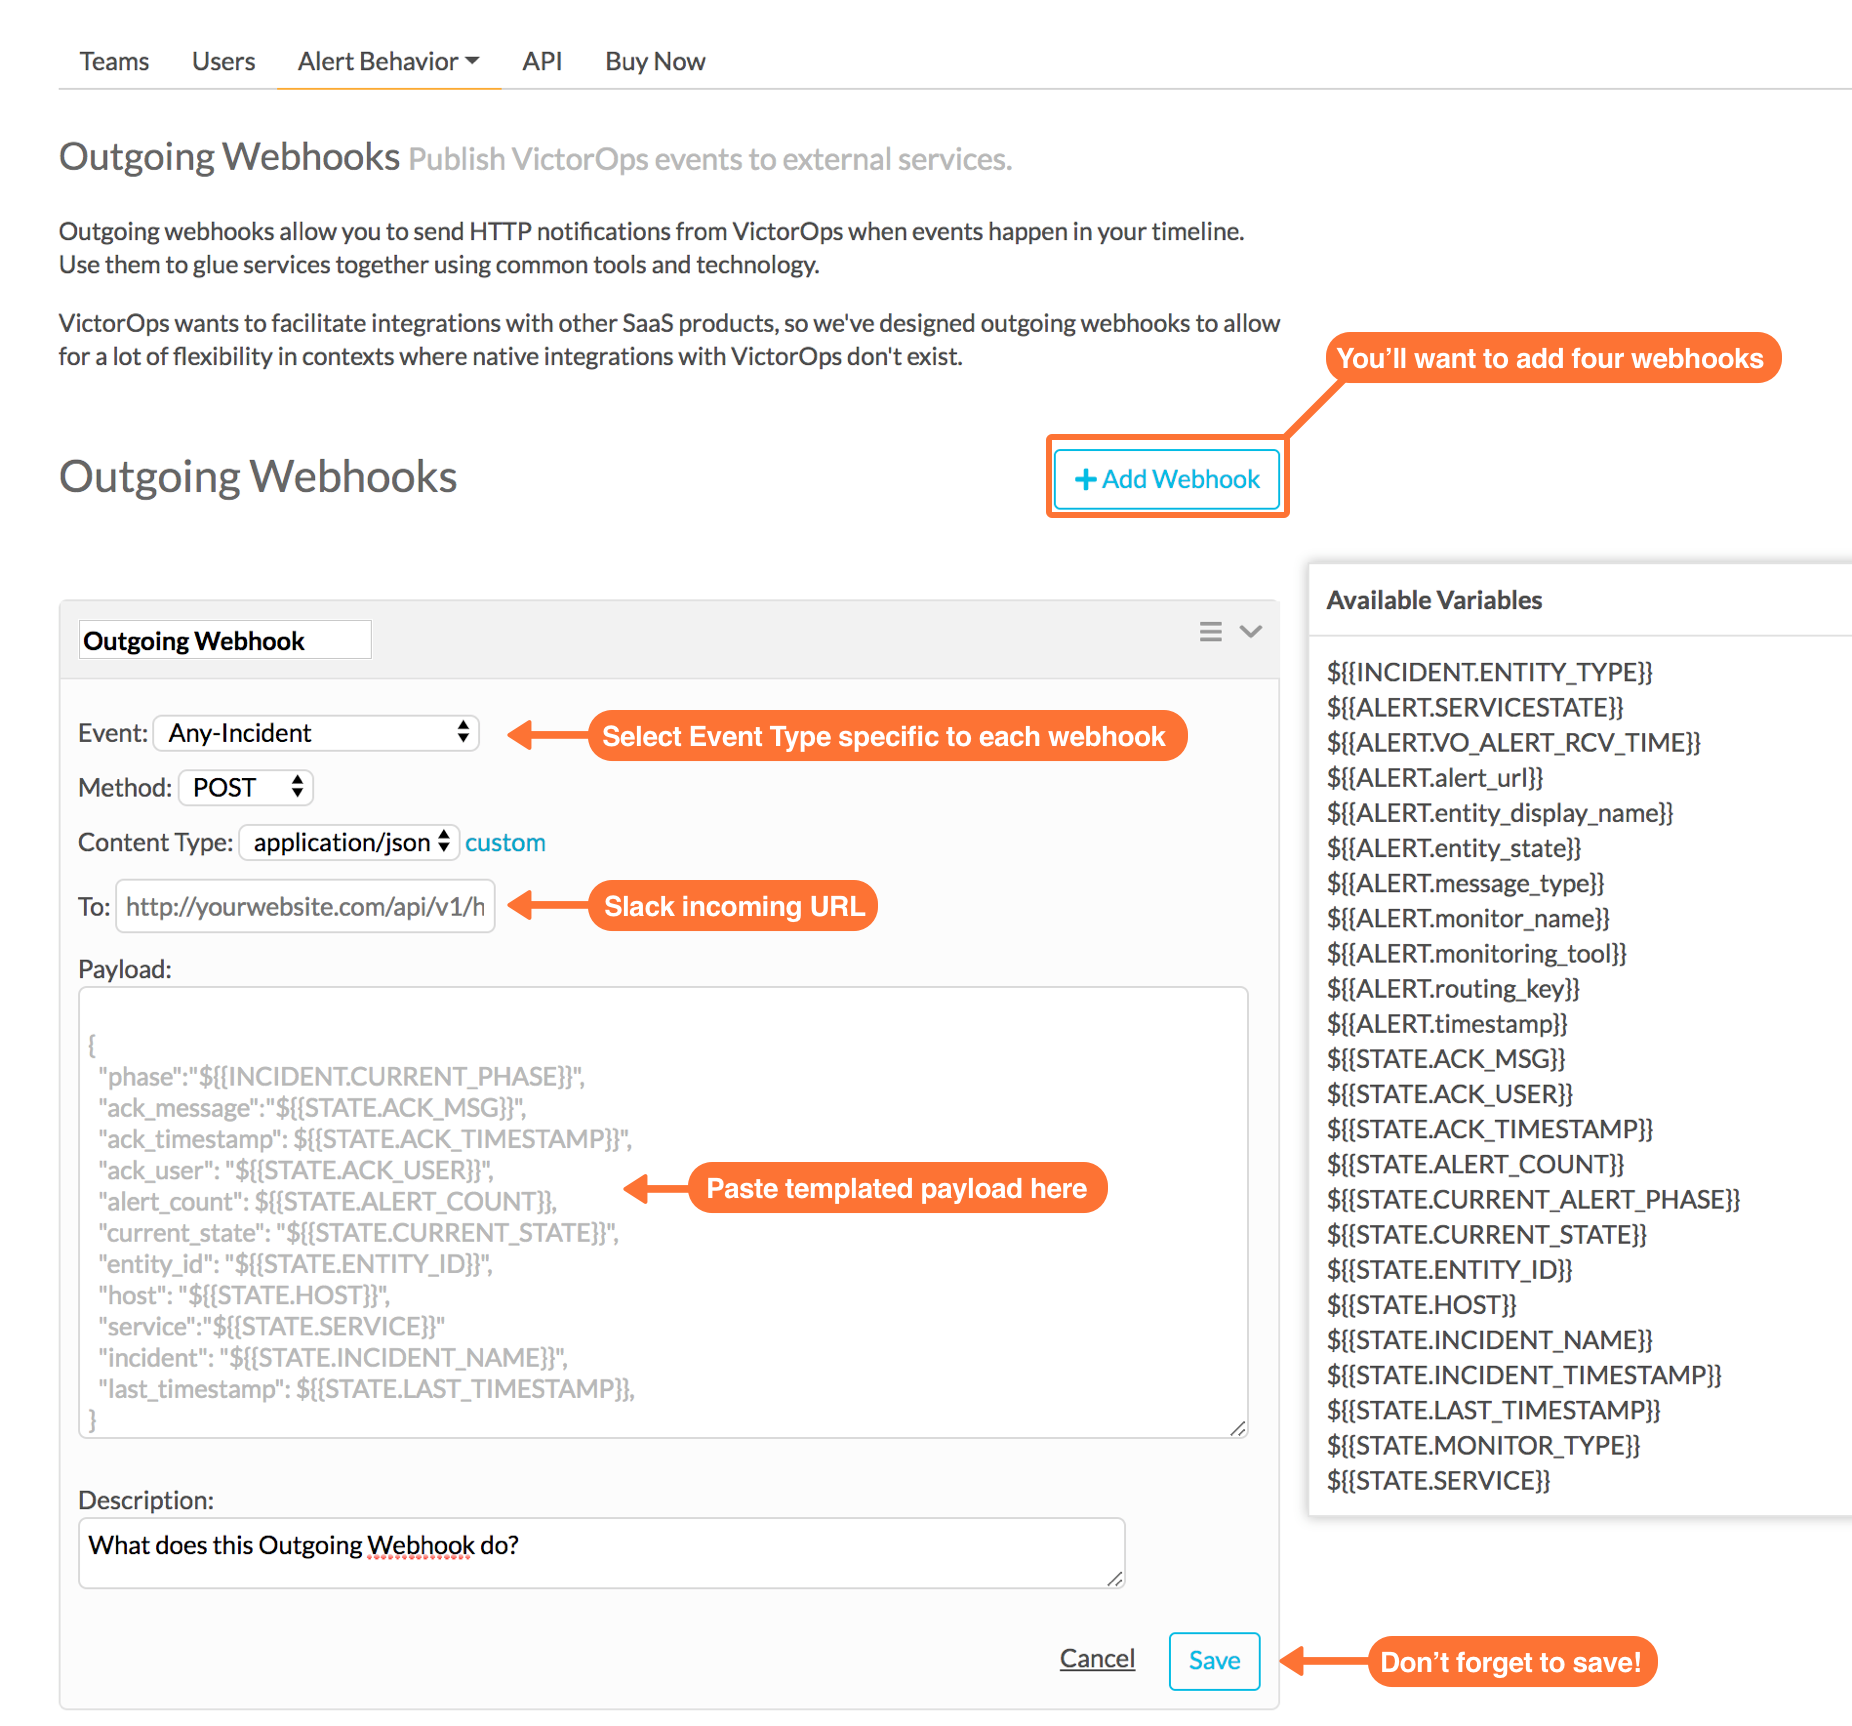 Teams Users Alert Behavior API Buy Now
Outgoing Webhooks Publish VictorOps events to external services.
Outgoing webhooks allow you to send HTTP notifications from VictorOps when events happen in your timeline.
Use them to glue services together using common tools and technology.
VictorOps wants to facilitate integrations with other SaaS products, so we've designed outgoing webhooks to allow
for a lot of flexibility in contexts where native integrations with VictorOps don't exist.
You’ll want to add four webhooks
Outgoing Webhooks
+ Add Webhook
Outgoing Webhook
Event: Any-Incident
Select Event Type specific to each webhook
Method: POST
Content Type: application/json custom
To: http://yourwebsite.com/api/v1/h
Slack incoming URL
Payload:
{
"phase":"${{INCIDENT.CURRENT_PHASE}}",
"ack_message":"${{STATE.ACK_MSG}}",
"ack_timestamp": ${{STATE.ACK_TIMESTAMP}}",
"ack_user": "${{STATE.ACK_USER}}",
"alert_count": ${{STATE.ALERT_COUNT}},
"current_state": "${{STATE.CURRENT_STATE}}",
"entity_id": "${{STATE.ENTITY_ID}}",
"host": "${{STATE.HOST}}",
"service":"${{STATE.SERVICE}}"
"incident": "${{STATE.INCIDENT_NAME}}",
"last_timestamp": ${{STATE.LAST_TIMESTAMP}},
}
Paste templated payload here
Description:
What does this Outgoing Webhook do?
Cancel
Save
Don’t forget to save!
Available Variables
${{INCIDENT.ENTITY_TYPE}}
${{ALERT.SERVICESTATE}}
${{ALERT.VO_ALERT_RCV_TIME}}
${{ALERT.alert_url}}
${{ALERT.entity_display_name}}
${{ALERT.entity_state}}
${{ALERT.message_type}}
${{ALERT.monitor_name}}
${{ALERT.monitoring_tool}}
${{ALERT.routing_key}}
${{ALERT.timestamp}}
${{STATE.ACK_MSG}}
${{STATE.ACK_USER}}
${{STATE.ACK_TIMESTAMP}}
${{STATE.ALERT_COUNT}}
${{STATE.CURRENT_ALERT_PHASE}}
${{STATE.CURRENT_STATE}}
${{STATE.ENTITY_ID}}
${{STATE.HOST}}
${{STATE.INCIDENT_NAME}}
${{STATE.INCIDENT_TIMESTAMP}}
${{STATE.LAST_TIMESTAMP}}
${{STATE.MONITOR_TYPE}}
${{STATE.SERVICE}}